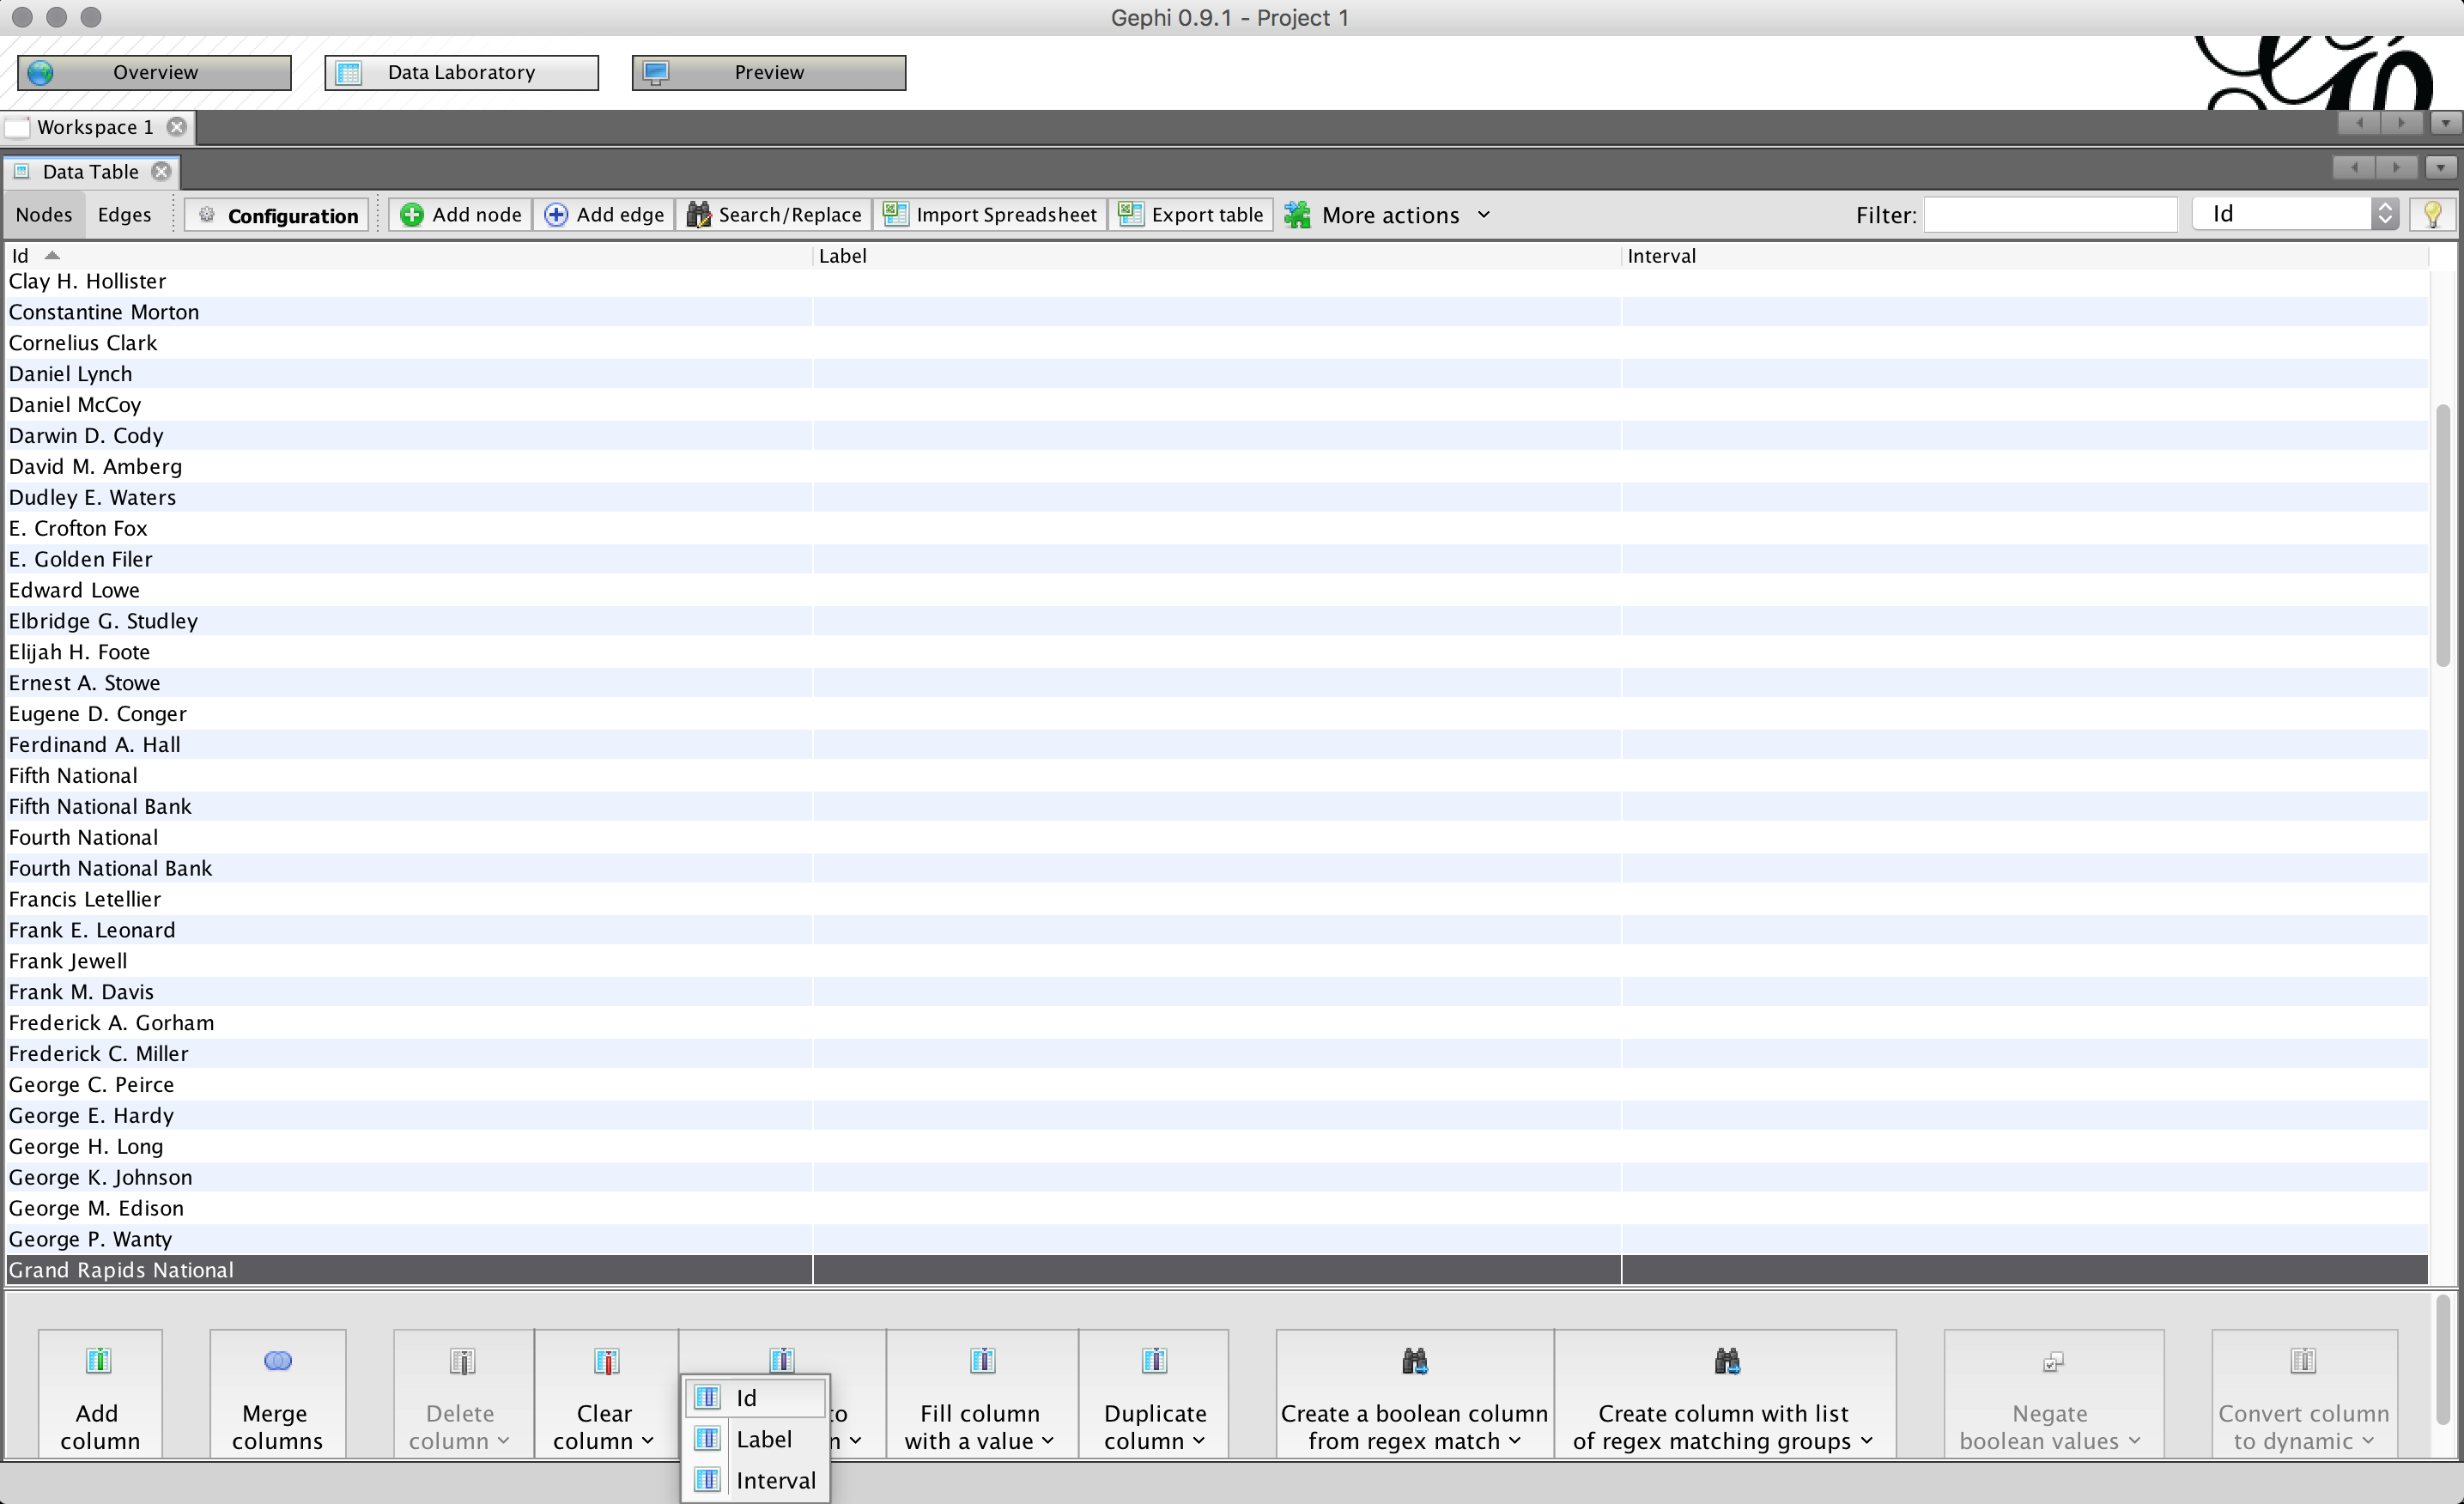 Gephi 0.9.1 - Project 1
Overview Data Laboratory Preview
Workspace 1
Data Table
Nodes Edges Configuration Add node Add edge Search/Replace Import Spreadsheet Export table More actions Filter: Id
Id Label Interval
Clay H. Hollister
Constantine Morton
Cornelius Clark
Daniel Lynch
Daniel McCoy
Darwin D. Cody
David M. Amberg
Dudley E. Waters
E. Crofton Fox
E. Golden Filer
Edward Lowe
Elbridge G. Studley
Elijah H. Foote
Ernest A. Stowe
Eugene D. Conger
Ferdinand A. Hall
Fifth National
Fifth National Bank
Fourth National
Fourth National Bank
Francis Letellier
Frank E. Leonard
Frank Jewell
Frank M. Davis
Frederick A. Gorham
Frederick C. Miller
George C. Peirce
George E. Hardy
George H. Long
George K. Johnson
George M. Edison
George P. Wanty
Grand Rapids National
Add column
Merge columns
Delete column
Clear column
Id
Label
Interval
Fill column with a value
Duplicate column
Create a boolean column from regex match
Create column with list of regex matching groups
Negate boolean values
Convert column to dynamic